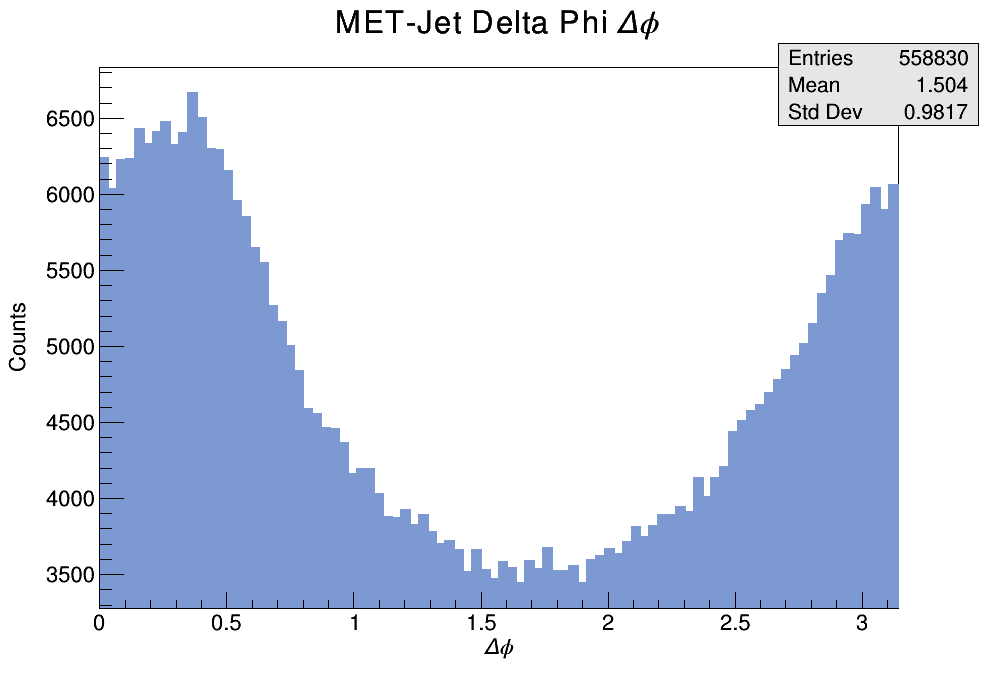 MET-Jet Delta Phi Δϕ
Entries 558830
Mean 1.504
Std Dev 0.9817
6500
6000
5500
5000
4500
4000
3500
Counts
0 0.5 1 1.5 2 2.5 3
Δϕ